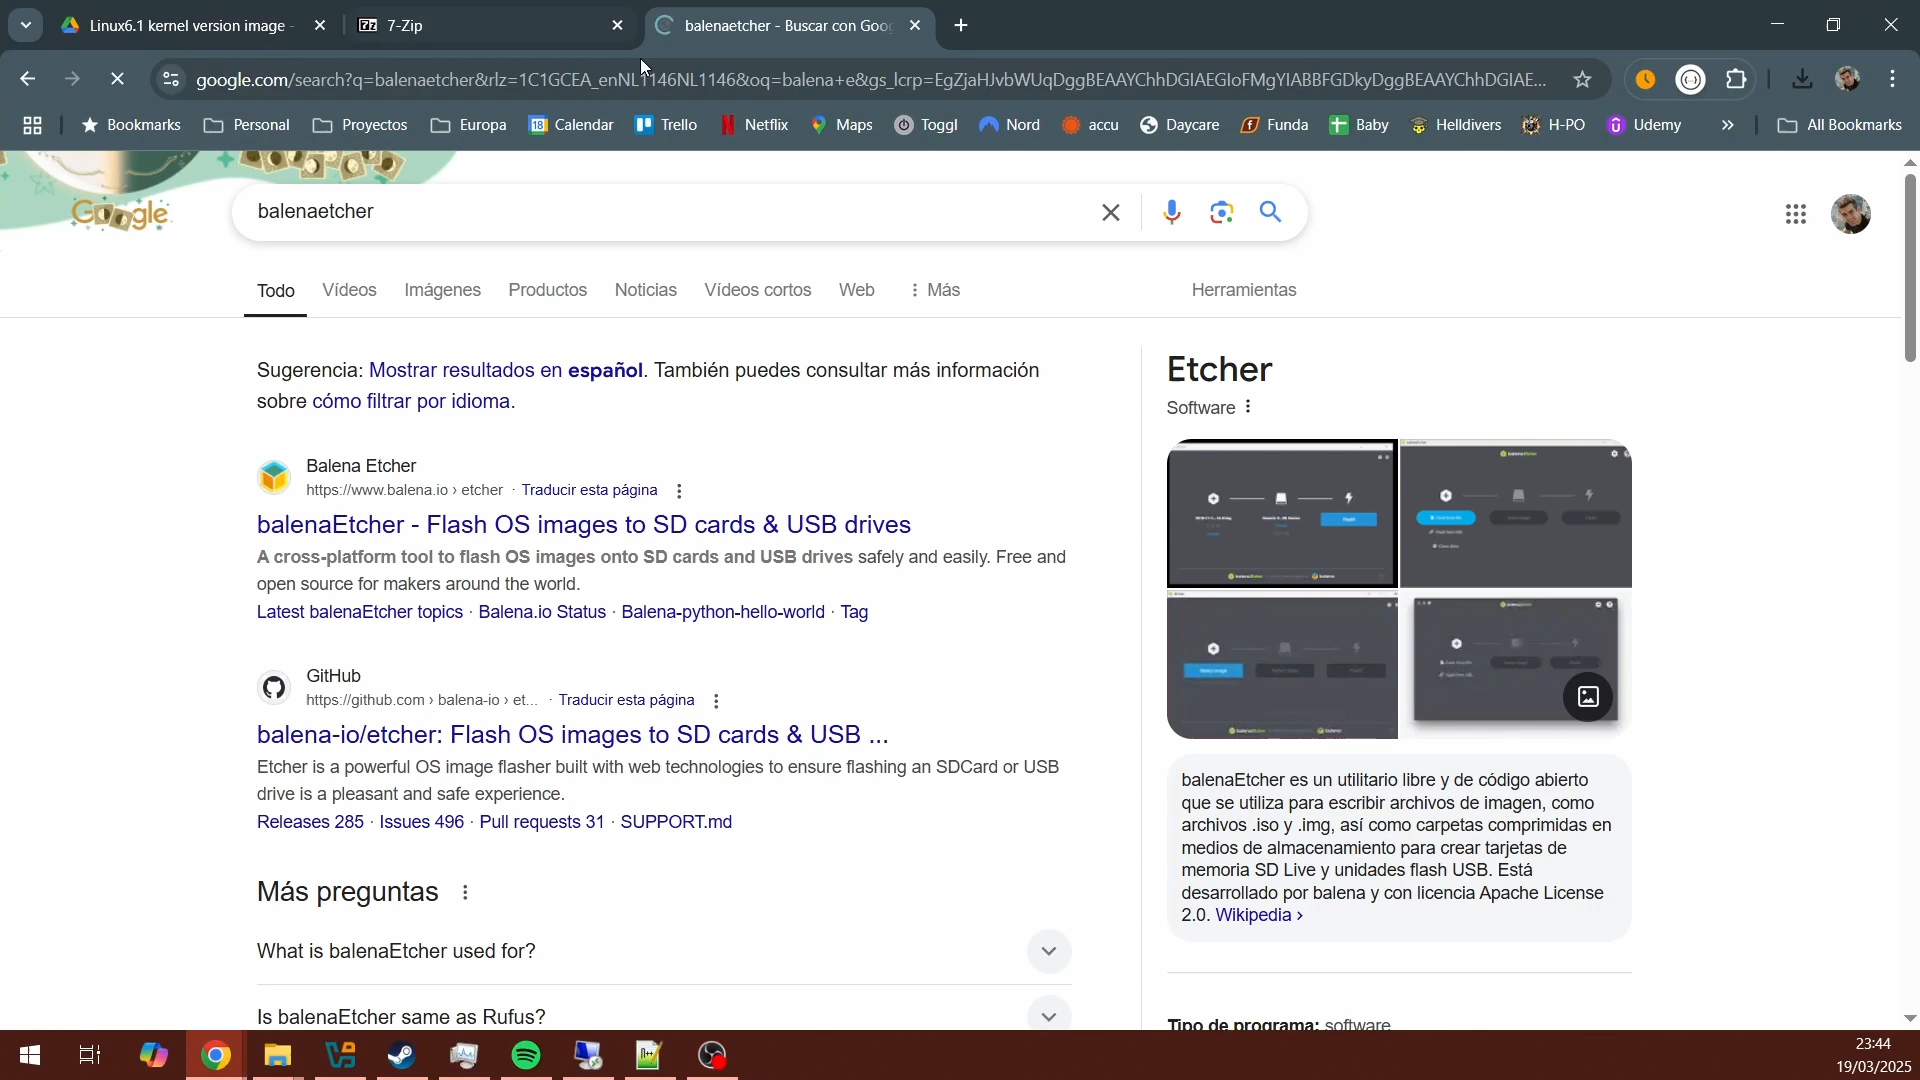 Linux6.1 kernel version image -
7-Zip
balenaetcher - Buscar con Goo
google.com/search?q=balenaetcher&rlz=1C1GCEA_enNL1146NL1146&oq=balena+e&gs_lcrp=EgZjaHJvbWUqDggBEAAYChhDGIAEGIoFMgYIABBFGDkyDggBEAAYChhDGIAE...
Bookmarks
Personal
Proyectos
Europa
Calendar
Trello
Netflix
Maps
Toggl
Nord
accu
Daycare
Funda
Baby
Helldivers
H-PO
Udemy
»
All Bookmarks
Google
balenaetcher
Todo
Vídeos
Imágenes
Productos
Noticias
Vídeos cortos
Web
Más
Herramientas
Sugerencia: Mostrar resultados en español. También puedes consultar más información
sobre cómo filtrar por idioma.
Balena Etcher
https://www.balena.io › etcher · Traducir esta página
balenaEtcher - Flash OS images to SD cards & USB drives
A cross-platform tool to flash OS images onto SD cards and USB drives safely and easily. Free and
open source for makers around the world.
Latest balenaEtcher topics · Balena.io Status · Balena-python-hello-world · Tag
GitHub
https://github.com › balena-io › et... · Traducir esta página
balena-io/etcher: Flash OS images to SD cards & USB ...
Etcher is a powerful OS image flasher built with web technologies to ensure flashing an SDCard or USB
drive is a pleasant and safe experience.
Releases 285 · Issues 496 · Pull requests 31 · SUPPORT.md
Más preguntas
What is balenaEtcher used for?
Is balenaEtcher same as Rufus?
Etcher
Software
balenaEtcher es un utilitario libre y de código abierto
que se utiliza para escribir archivos de imagen, como
archivos .iso y .img, así como carpetas comprimidas en
medios de almacenamiento para crear tarjetas de
memoria SD Live y unidades flash USB. Está
desarrollado por balena y con licencia Apache License
2.0. Wikipedia ›
Tipo de programa: software
23:44
19/03/2025